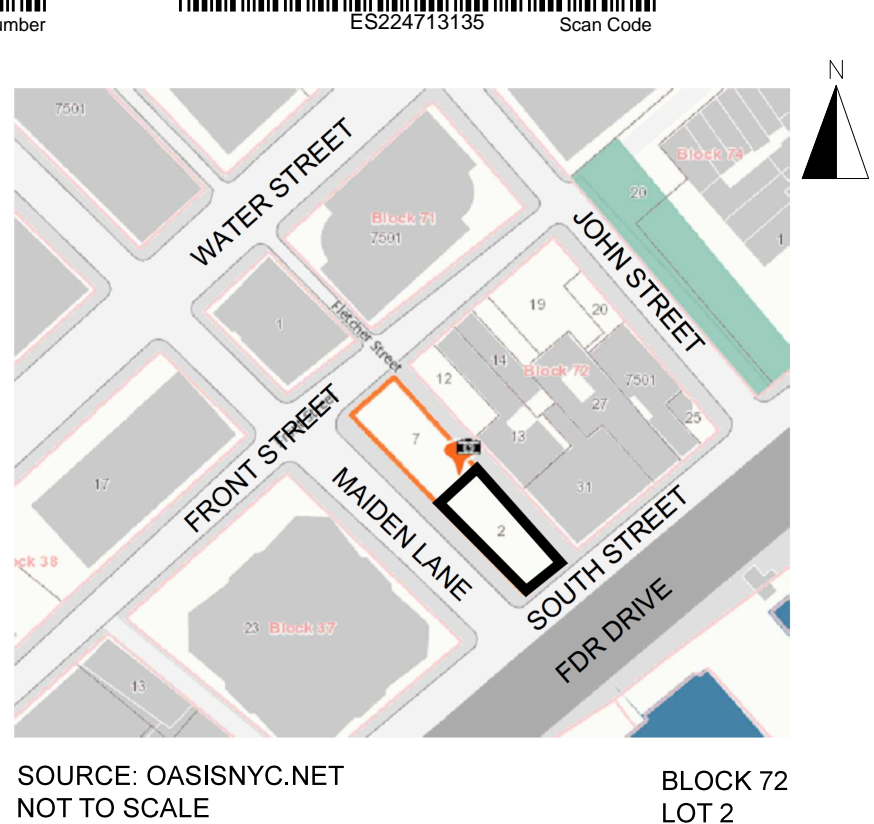 umber
ES224713135
Scan Code
N
7501
WATER STREET
Block 74
20
Block 71
7501
JOHN STREET
1
1
Fletcher Street
19
20
14
Block 72
7501
12
27
25
7
13
FRONT STREET
17
31
MAIDEN LANE
2
SOUTH STREET
ock 38
FDR DRIVE
23 Block 37
13
SOURCE: OASISNYC.NET
NOT TO SCALE
BLOCK 72
LOT 2